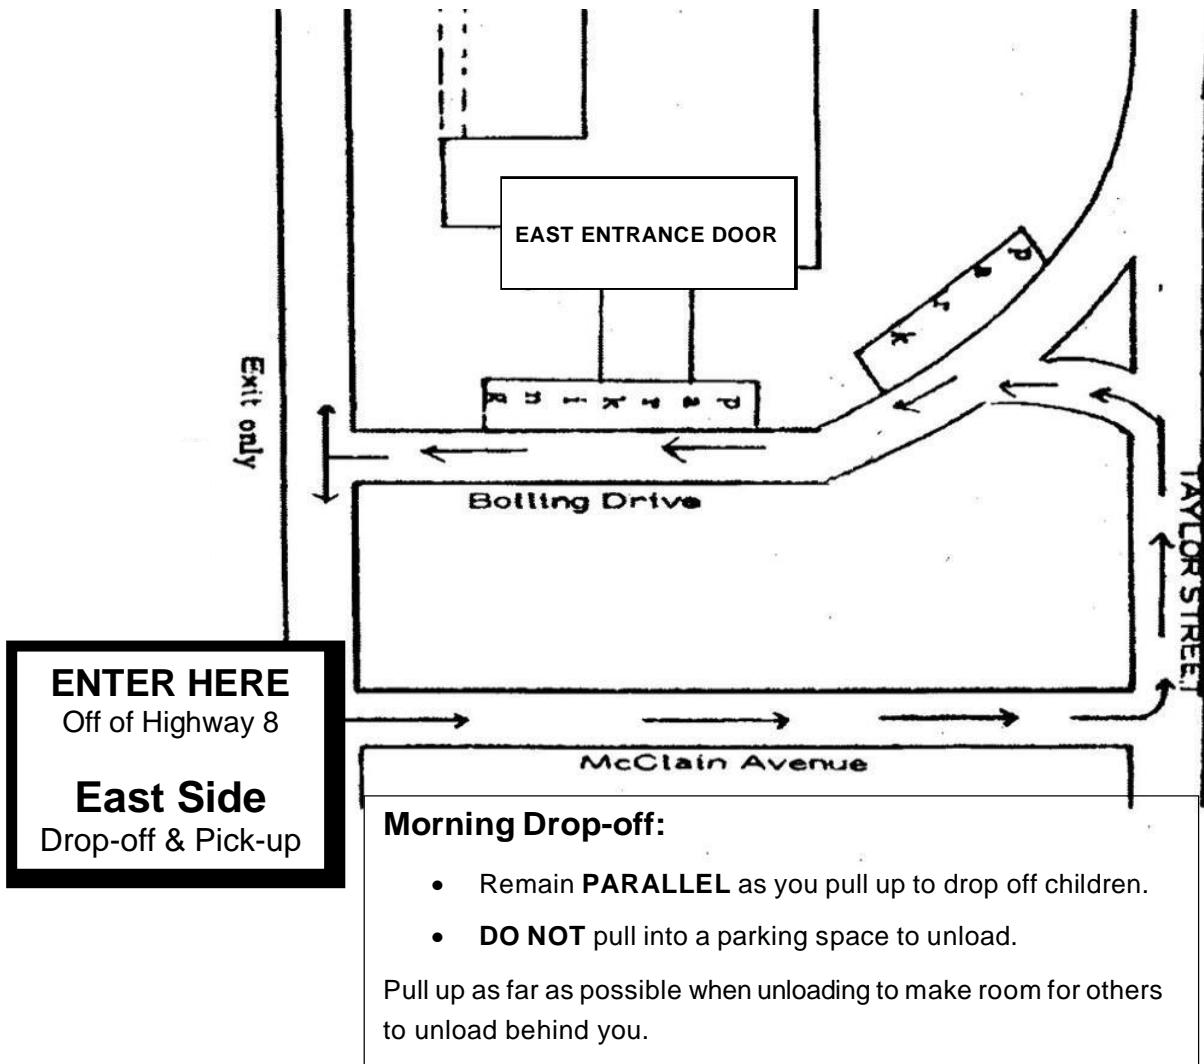 EAST ENTRANCE DOOR
park
parking
Exit only
Bolling Drive
TAYLOR STREET
ENTER HERE
Off of Highway 8
East Side
Drop-off & Pick-up
McClain Avenue
Morning Drop-off:
• Remain PARALLEL as you pull up to drop off children.
• DO NOT pull into a parking space to unload.
Pull up as far as possible when unloading to make room for others
to unload behind you.